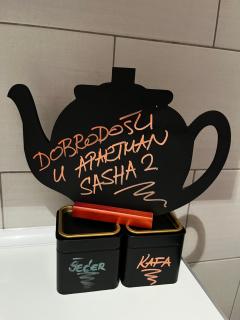 DOBRODOŠLI
U APARTMAN
SASHA 2
ŠEĆER
KAFA